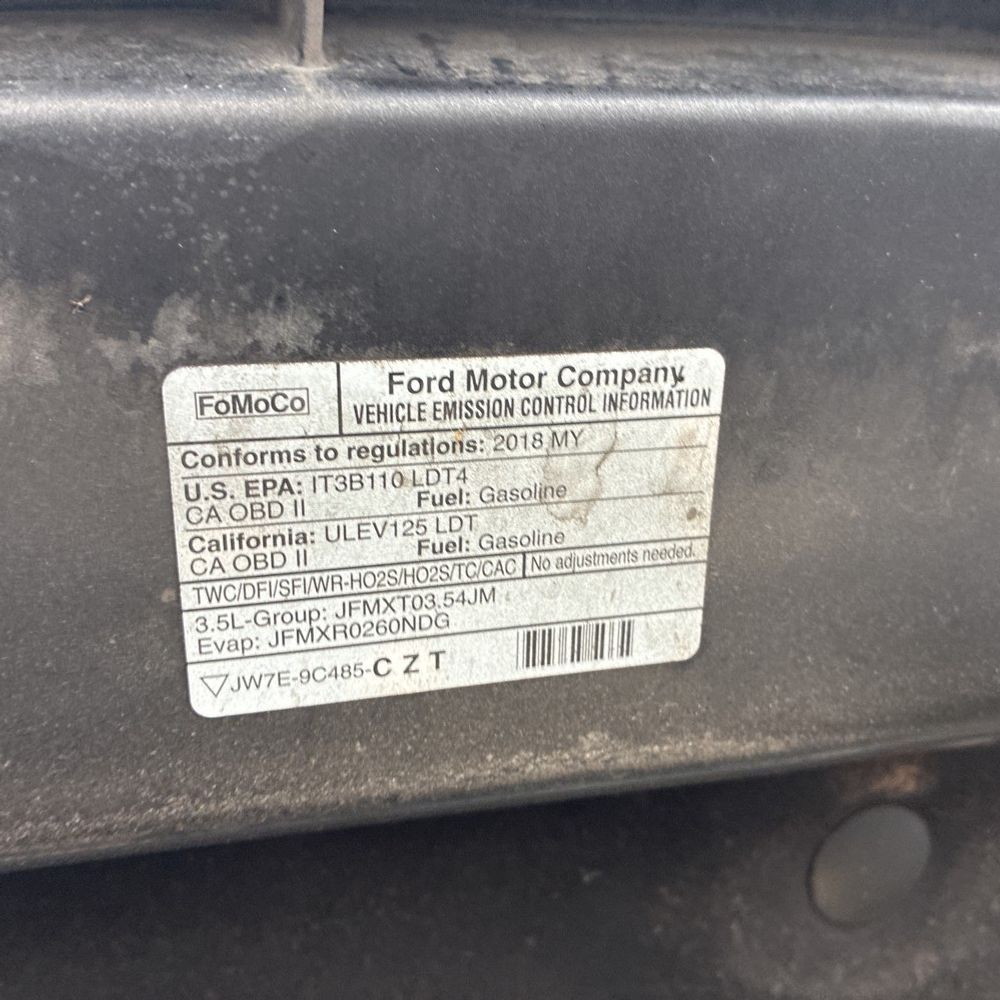 FoMoCo
Ford Motor Company
VEHICLE EMISSION CONTROL INFORMATION
Conforms to regulations: 2018 MY
U.S. EPA: IT3B110 LDT4
CA OBD II Fuel: Gasoline
California: ULEV125 LDT
CA OBD II Fuel: Gasoline
TWC/DFI/SFI/WR-HO2S/HO2S/TC/CAC No adjustments needed.
3.5L-Group: JFMXT03.54JM
Evap: JFMXR0260NDG
JW7E-9C485-C Z T